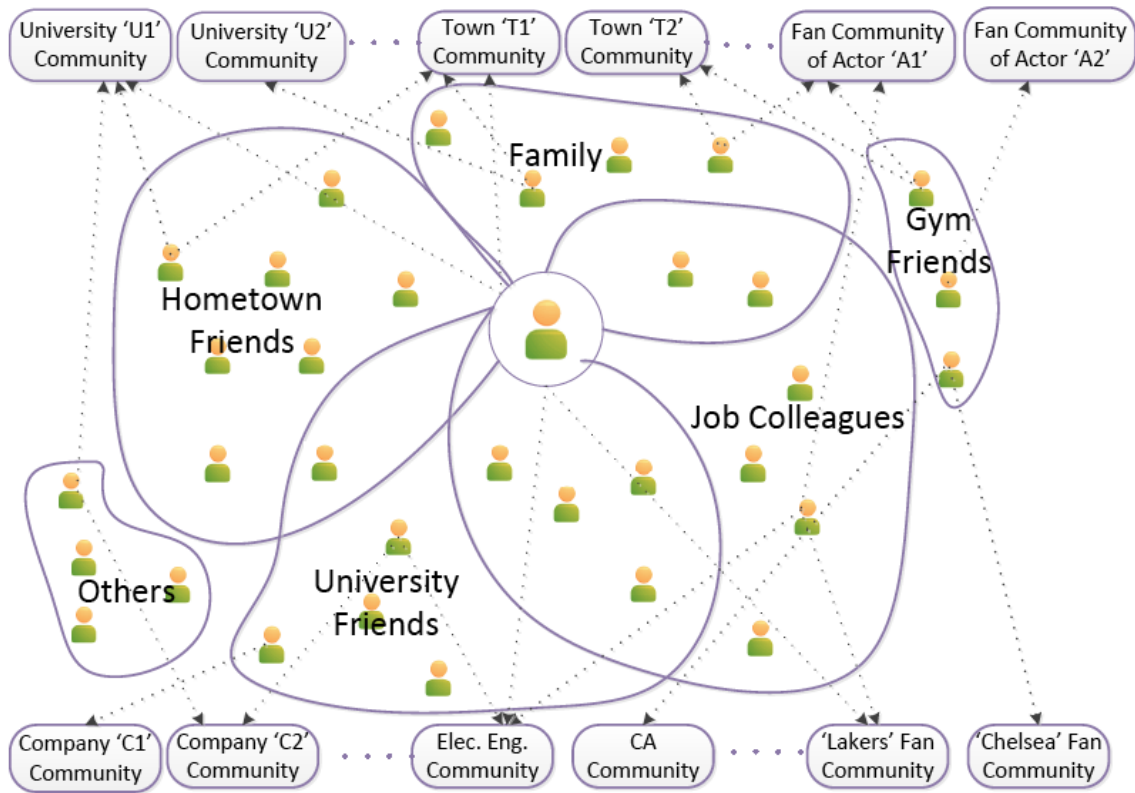 University ‘U1’
Community
University ‘U2’
Community
Town ‘T1’
Community
Town ‘T2’
Community
Fan Community
of Actor ‘A1’
Fan Community
of Actor ‘A2’
Family
Gym
Friends
Hometown
Friends
Job Colleagues
University
Friends
Others
Company ‘C1’
Community
Company ‘C2’
Community
Elec. Eng.
Community
CA
Community
‘Lakers’ Fan
Community
‘Chelsea’ Fan
Community